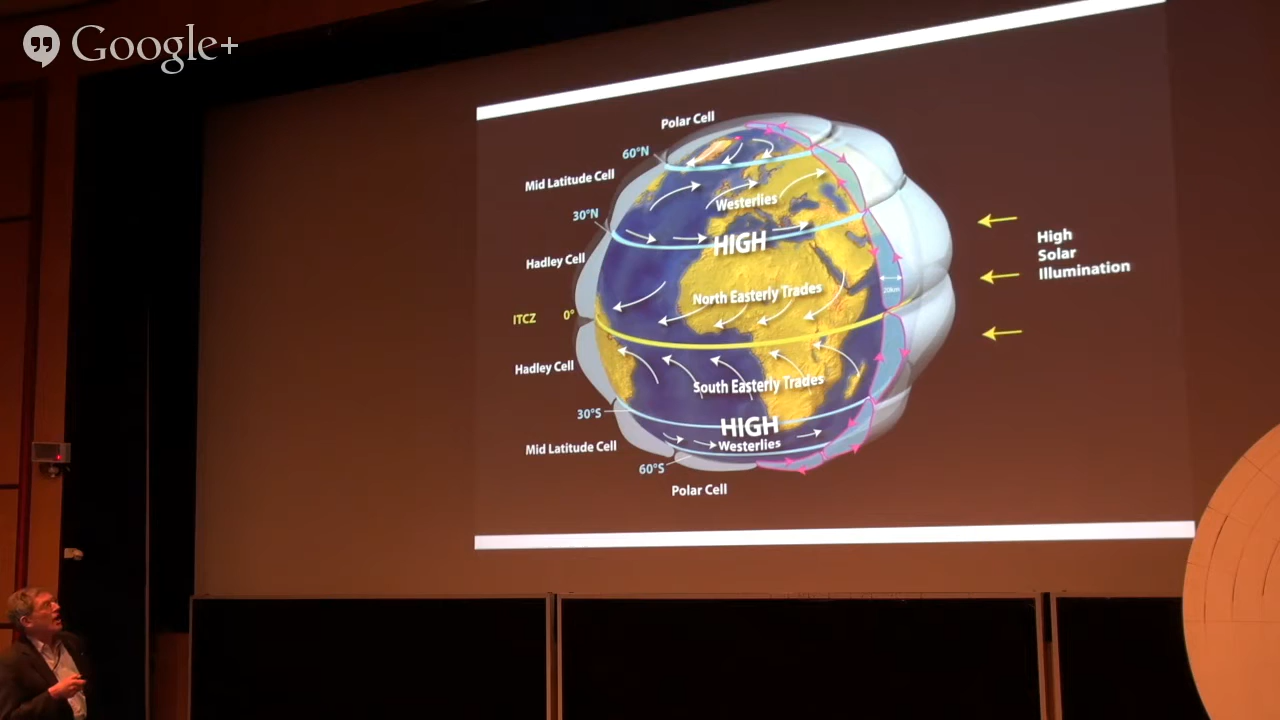 Google+
Polar Cell
60°N
Mid Latitude Cell
Westerlies
30°N
HIGH
High
Solar
Illumination
Hadley Cell
20km
North Easterly Trades
ITCZ 0°
Hadley Cell
South Easterly Trades
30°S
HIGH
Mid Latitude Cell
Westerlies
60°S
Polar Cell